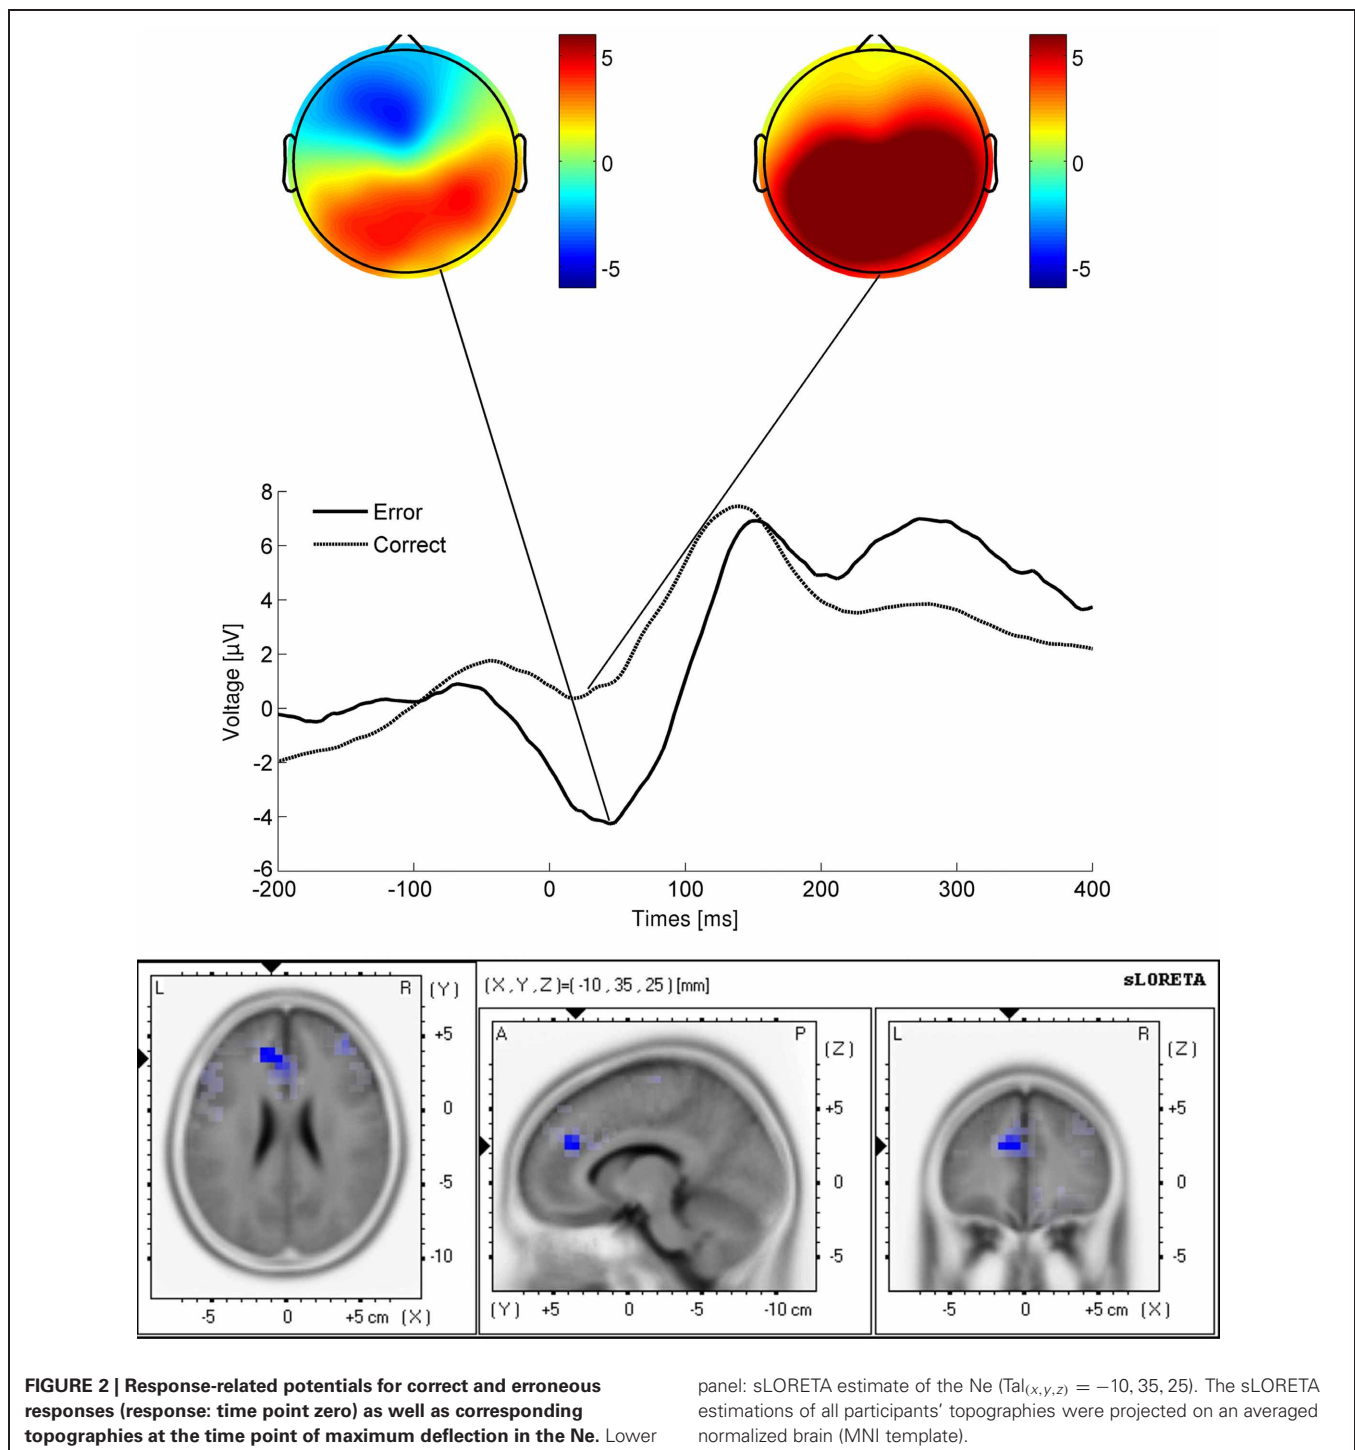 5
0
-5
5
0
-5
8
6
4
2
0
-2
-4
-6
Voltage [µV]
Error
Correct
-200 -100 0 100 200 300 400
Times [ms]
L R (Y)
+5
0
-5
-10
-5 0 +5 cm (X)
(X,Y,Z)=( -10 , 35 , 25 ) [mm]
sLORETA
A P (Z)
+5
0
-5
(Y) +5 0 -5 -10 cm
L R (Z)
+5
0
-5
-5 0 +5 cm (X)
FIGURE 2 | Response-related potentials for correct and erroneous
responses (response: time point zero) as well as corresponding
topographies at the time point of maximum deflection in the Ne. Lower
panel: sLORETA estimate of the Ne (Tal(x,y,z) = −10, 35, 25). The sLORETA
estimations of all participants' topographies were projected on an averaged
normalized brain (MNI template).